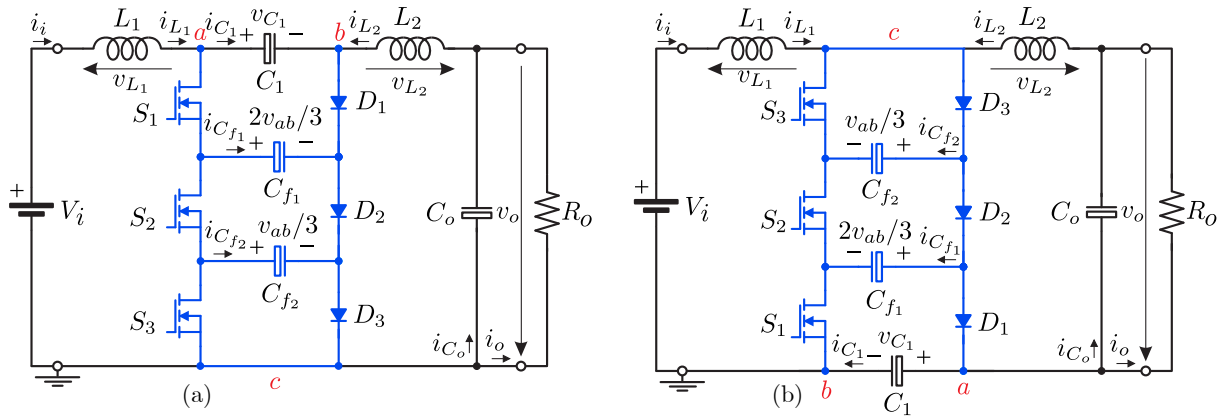 i_i L_1 i_{L_1} a i_{C_1} + v_{C_1} − b i_{L_2} L_2
v_{L_1} C_1 v_{L_2}
S_1 D_1
i_{C_{f_1}} + 2v_{ab}/3 −
C_{f_1}
+ V_i S_2 D_2 C_o v_o R_o
i_{C_{f_2}} + v_{ab}/3 −
C_{f_2}
S_3 D_3
i_{C_o} i_o
c
(a)
i_i L_1 i_{L_1} c i_{L_2} L_2
v_{L_1} v_{L_2}
S_3 D_3
v_{ab}/3 i_{C_{f_2}}
− +
C_{f_2}
+ V_i S_2 D_2 C_o v_o R_o
2v_{ab}/3 i_{C_{f_1}}
− +
C_{f_1}
S_1 D_1
i_{C_1} − v_{C_1} + i_{C_o} i_o
b C_1 a
(b)